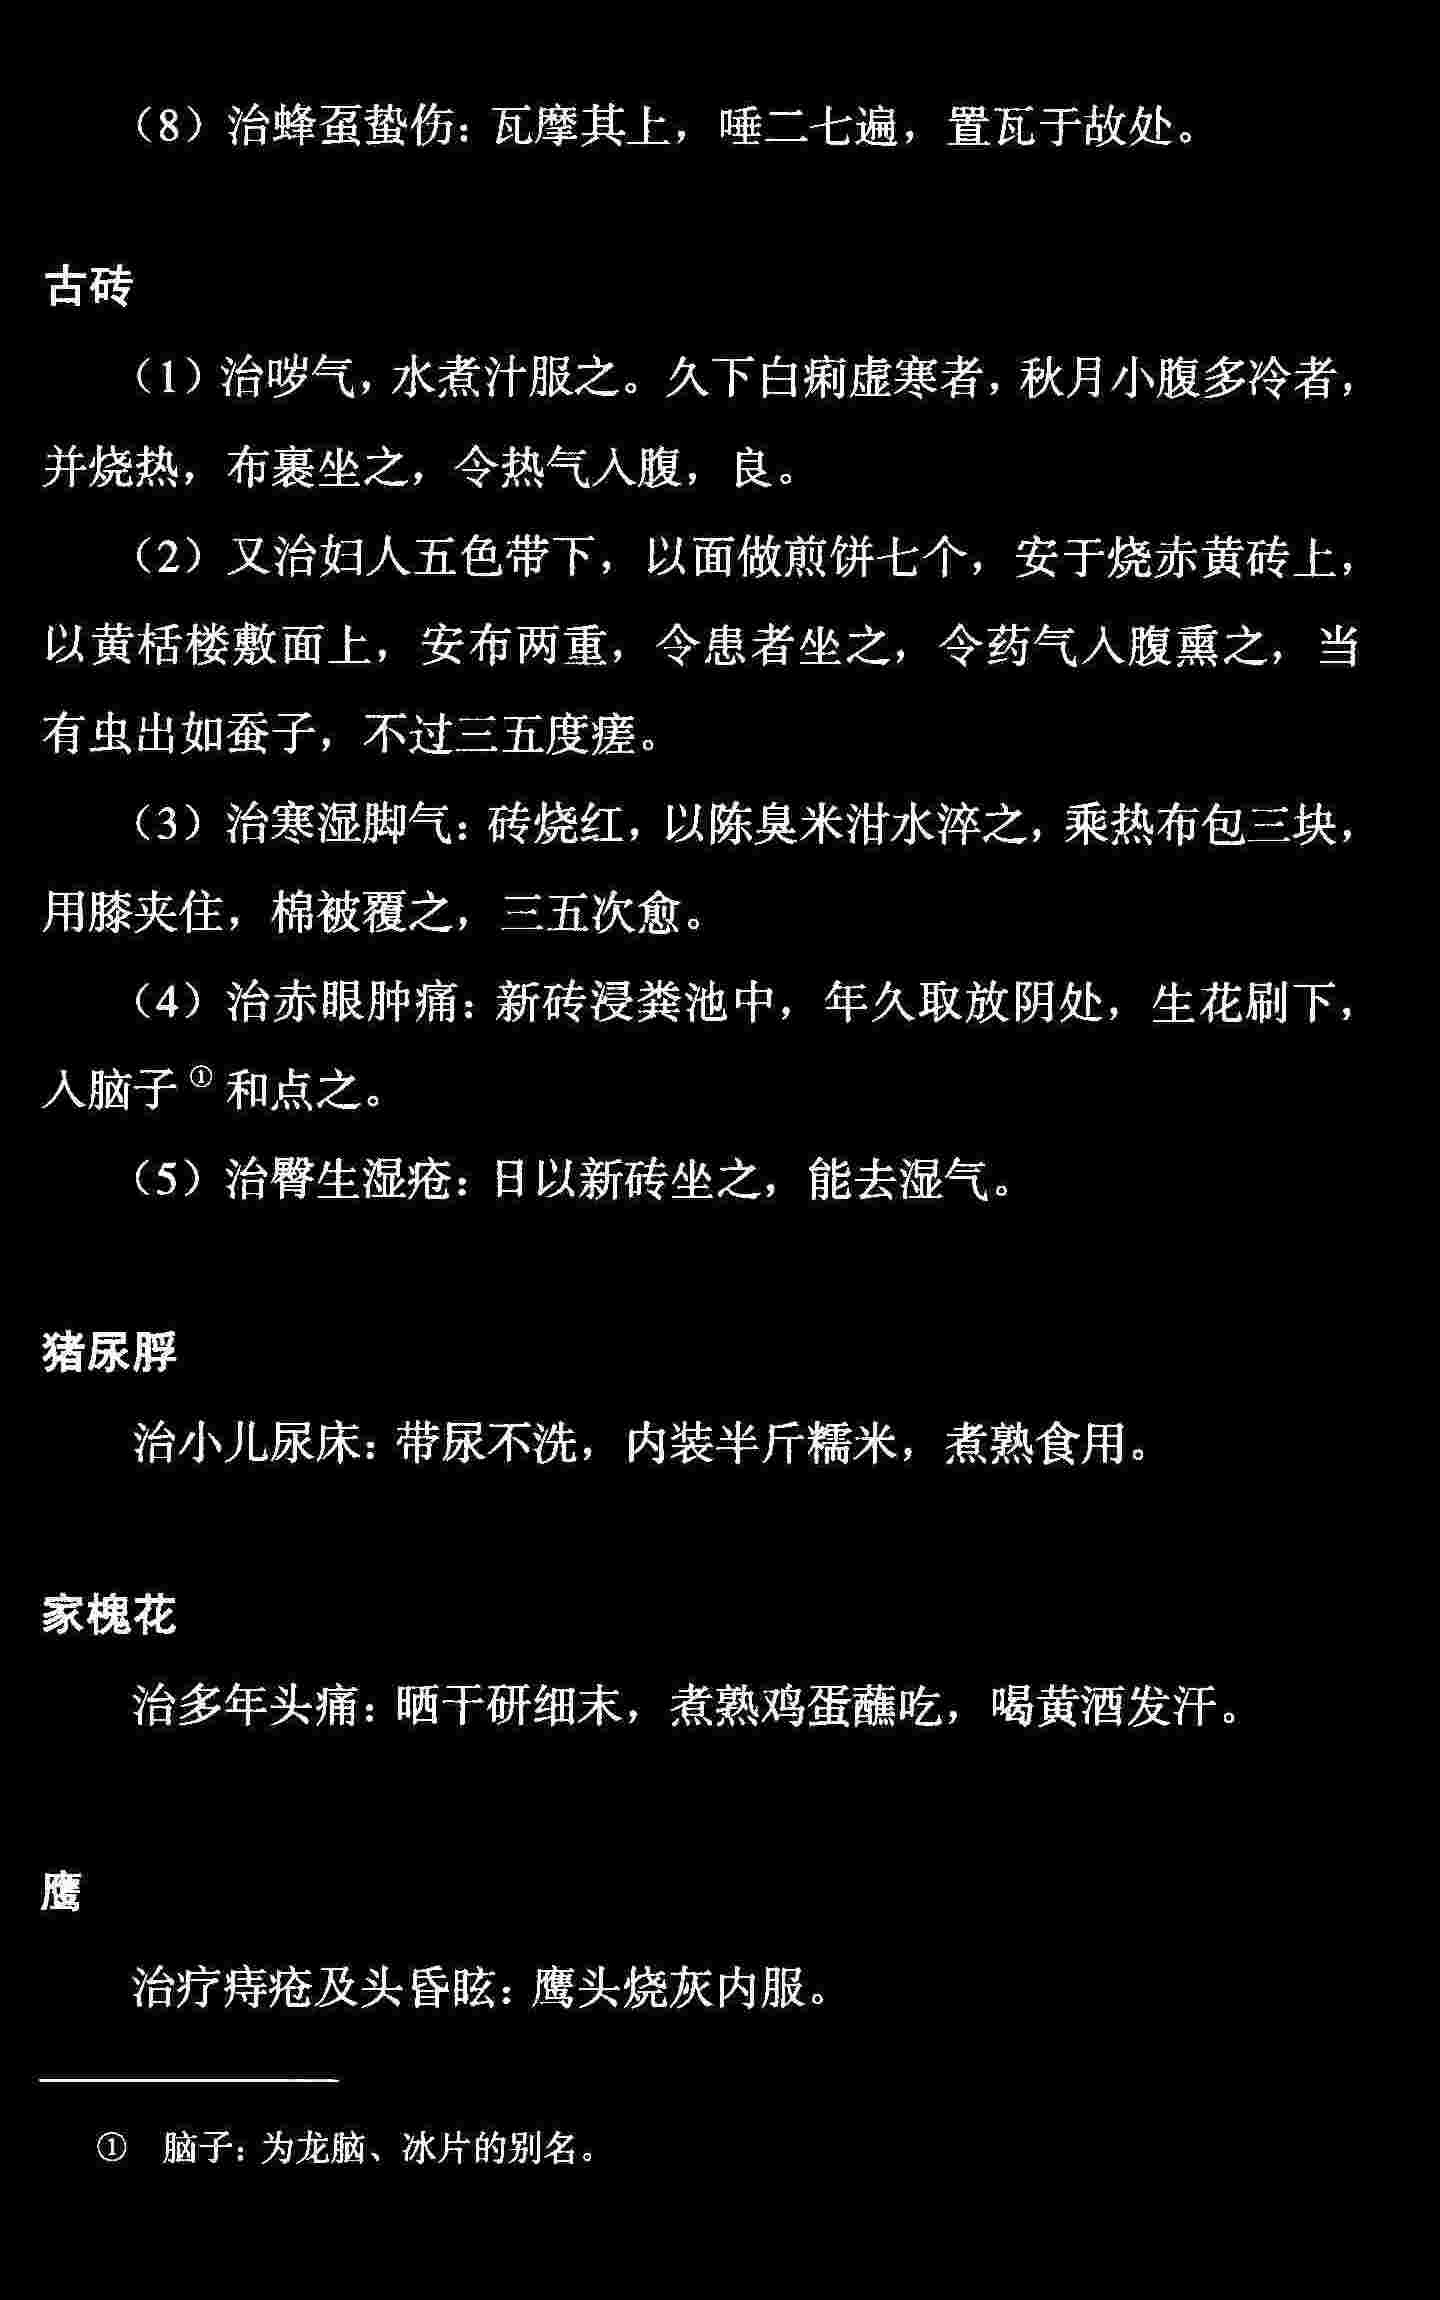 （8）治蜂虿蛰伤：瓦摩其上，唾二七遍，置瓦于故处。
古砖
（1）治哕气，水煮汁服之。久下白痢虚寒者，秋月小腹多冷者，
并烧热，布裹坐之，令热气入腹，良。
（2）又治妇人五色带下，以面做煎饼七个，安于烧赤黄砖上，
以黄栝楼敷面上，安布两重，令患者坐之，令药气入腹熏之，当
有虫出如蚕子，不过三五度瘥。
（3）治寒湿脚气：砖烧红，以陈臭米泔水淬之，乘热布包三块，
用膝夹住，棉被覆之，三五次愈。
（4）治赤眼肿痛：新砖浸粪池中，年久取放阴处，生花刷下，
入脑子①和点之。
（5）治臀生湿疮：日以新砖坐之，能去湿气。
猪尿脬
治小儿尿床：带尿不洗，内装半斤糯米，煮熟食用。
家槐花
治多年头痛：晒干研细末，煮熟鸡蛋蘸吃，喝黄酒发汗。
鹰
治疗痔疮及头昏眩：鹰头烧灰内服。
① 脑子：为龙脑、冰片的别名。